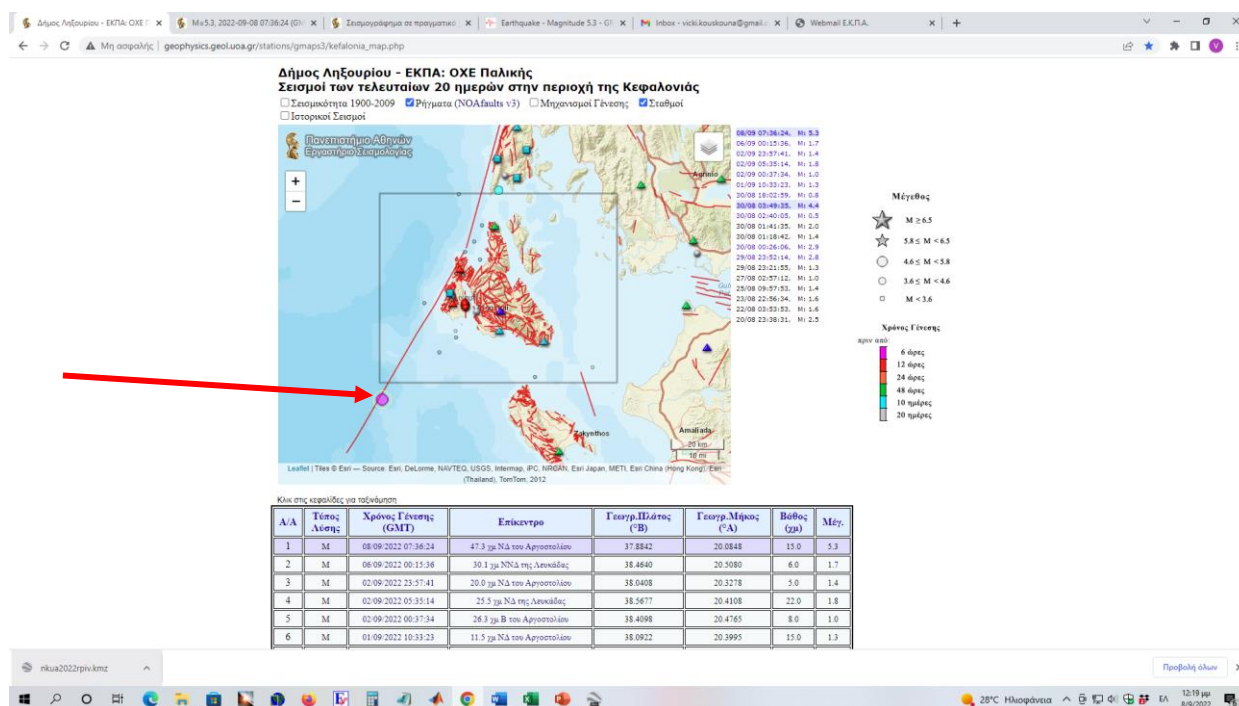 Δήμος Ληξουρίου - ΕΚΠΑ: ΟΧΕ Π
M=5.3, 2022-09-08 07:36:24 (GM
Σεισμογράφημα σε πραγματικό
Earthquake - Magnitude 5.3 - GR
Inbox - vicki.kouskouna@gmail.c
Webmail Ε.Κ.Π.Α.
Μη ασφαλής
geophysics.geol.uoa.gr/stations/gmaps3/kefalonia_map.php
Δήμος Ληξουρίου - ΕΚΠΑ: ΟΧΕ Παλικής
Σεισμοί των τελευταίων 20 ημερών στην περιοχή της Κεφαλονιάς
Σεισμικότητα 1900-2009 Ρήγματα (NOAfaults v3) Μηχανισμοί Γένεσης Σταθμοί
Ιστορικοί Σεισμοί
Πανεπιστήμιο Αθηνών
Εργαστήριο Σεισμολογίας
+
−
Agrinio
Zakynthos
Amaliada
20 km
10 mi
Leaflet | Tiles © Esri — Source: Esri, DeLorme, NAVTEQ, USGS, Intermap, iPC, NRCAN, Esri Japan, METI, Esri China (Hong Kong), Esri
(Thailand), TomTom, 2012
08/09 07:36:24, M: 5.3
06/09 00:15:36, M: 1.7
02/09 23:57:41, M: 1.4
02/09 05:35:14, M: 1.8
02/09 00:37:34, M: 1.0
01/09 10:33:23, M: 1.3
30/08 18:02:59, M: 0.8
30/08 03:49:35, M: 4.4
30/08 02:40:05, M: 0.5
30/08 01:41:35, M: 2.0
30/08 01:18:42, M: 1.4
30/08 00:26:06, M: 2.9
29/08 23:52:14, M: 2.8
29/08 23:21:55, M: 1.3
27/08 02:57:12, M: 1.0
25/08 09:57:53, M: 1.4
23/08 22:56:34, M: 1.6
22/08 03:53:53, M: 1.6
20/08 23:38:31, M: 2.5
Μέγεθος
M ≥ 6.5
5.8 ≤ M < 6.5
4.6 ≤ M < 5.8
3.6 ≤ M < 4.6
M < 3.6
Χρόνος Γένεσης
πριν από:
6 ώρες
12 ώρες
24 ώρες
48 ώρες
10 ημέρες
20 ημέρες
Κλικ στις κεφαλίδες για ταξινόμηση
Α/Α Τύπος Λύσης Χρόνος Γένεσης (GMT) Επίκεντρο Γεωγρ.Πλάτος (°Β) Γεωγρ.Μήκος (°Α) Βάθος (χμ) Μέγ.
1 M 08/09/2022 07:36:24 47.3 χμ ΝΔ του Αργοστολίου 37.8842 20.0848 15.0 5.3
2 M 06/09/2022 00:15:36 30.1 χμ ΝΝΔ της Λευκάδας 38.4640 20.5080 6.0 1.7
3 M 02/09/2022 23:57:41 20.0 χμ ΝΔ του Αργοστολίου 38.0408 20.3278 5.0 1.4
4 M 02/09/2022 05:35:14 25.5 χμ ΝΔ της Λευκάδας 38.5677 20.4108 22.0 1.8
5 M 02/09/2022 00:37:34 26.3 χμ Β του Αργοστολίου 38.4098 20.4765 8.0 1.0
6 M 01/09/2022 10:33:23 11.5 χμ ΝΔ του Αργοστολίου 38.0922 20.3995 15.0 1.3
nkua2022rpiv.kmz
Προβολή όλων
28°C Ηλιοφάνεια
ΕΛ
12:19 μμ
8/9/2022